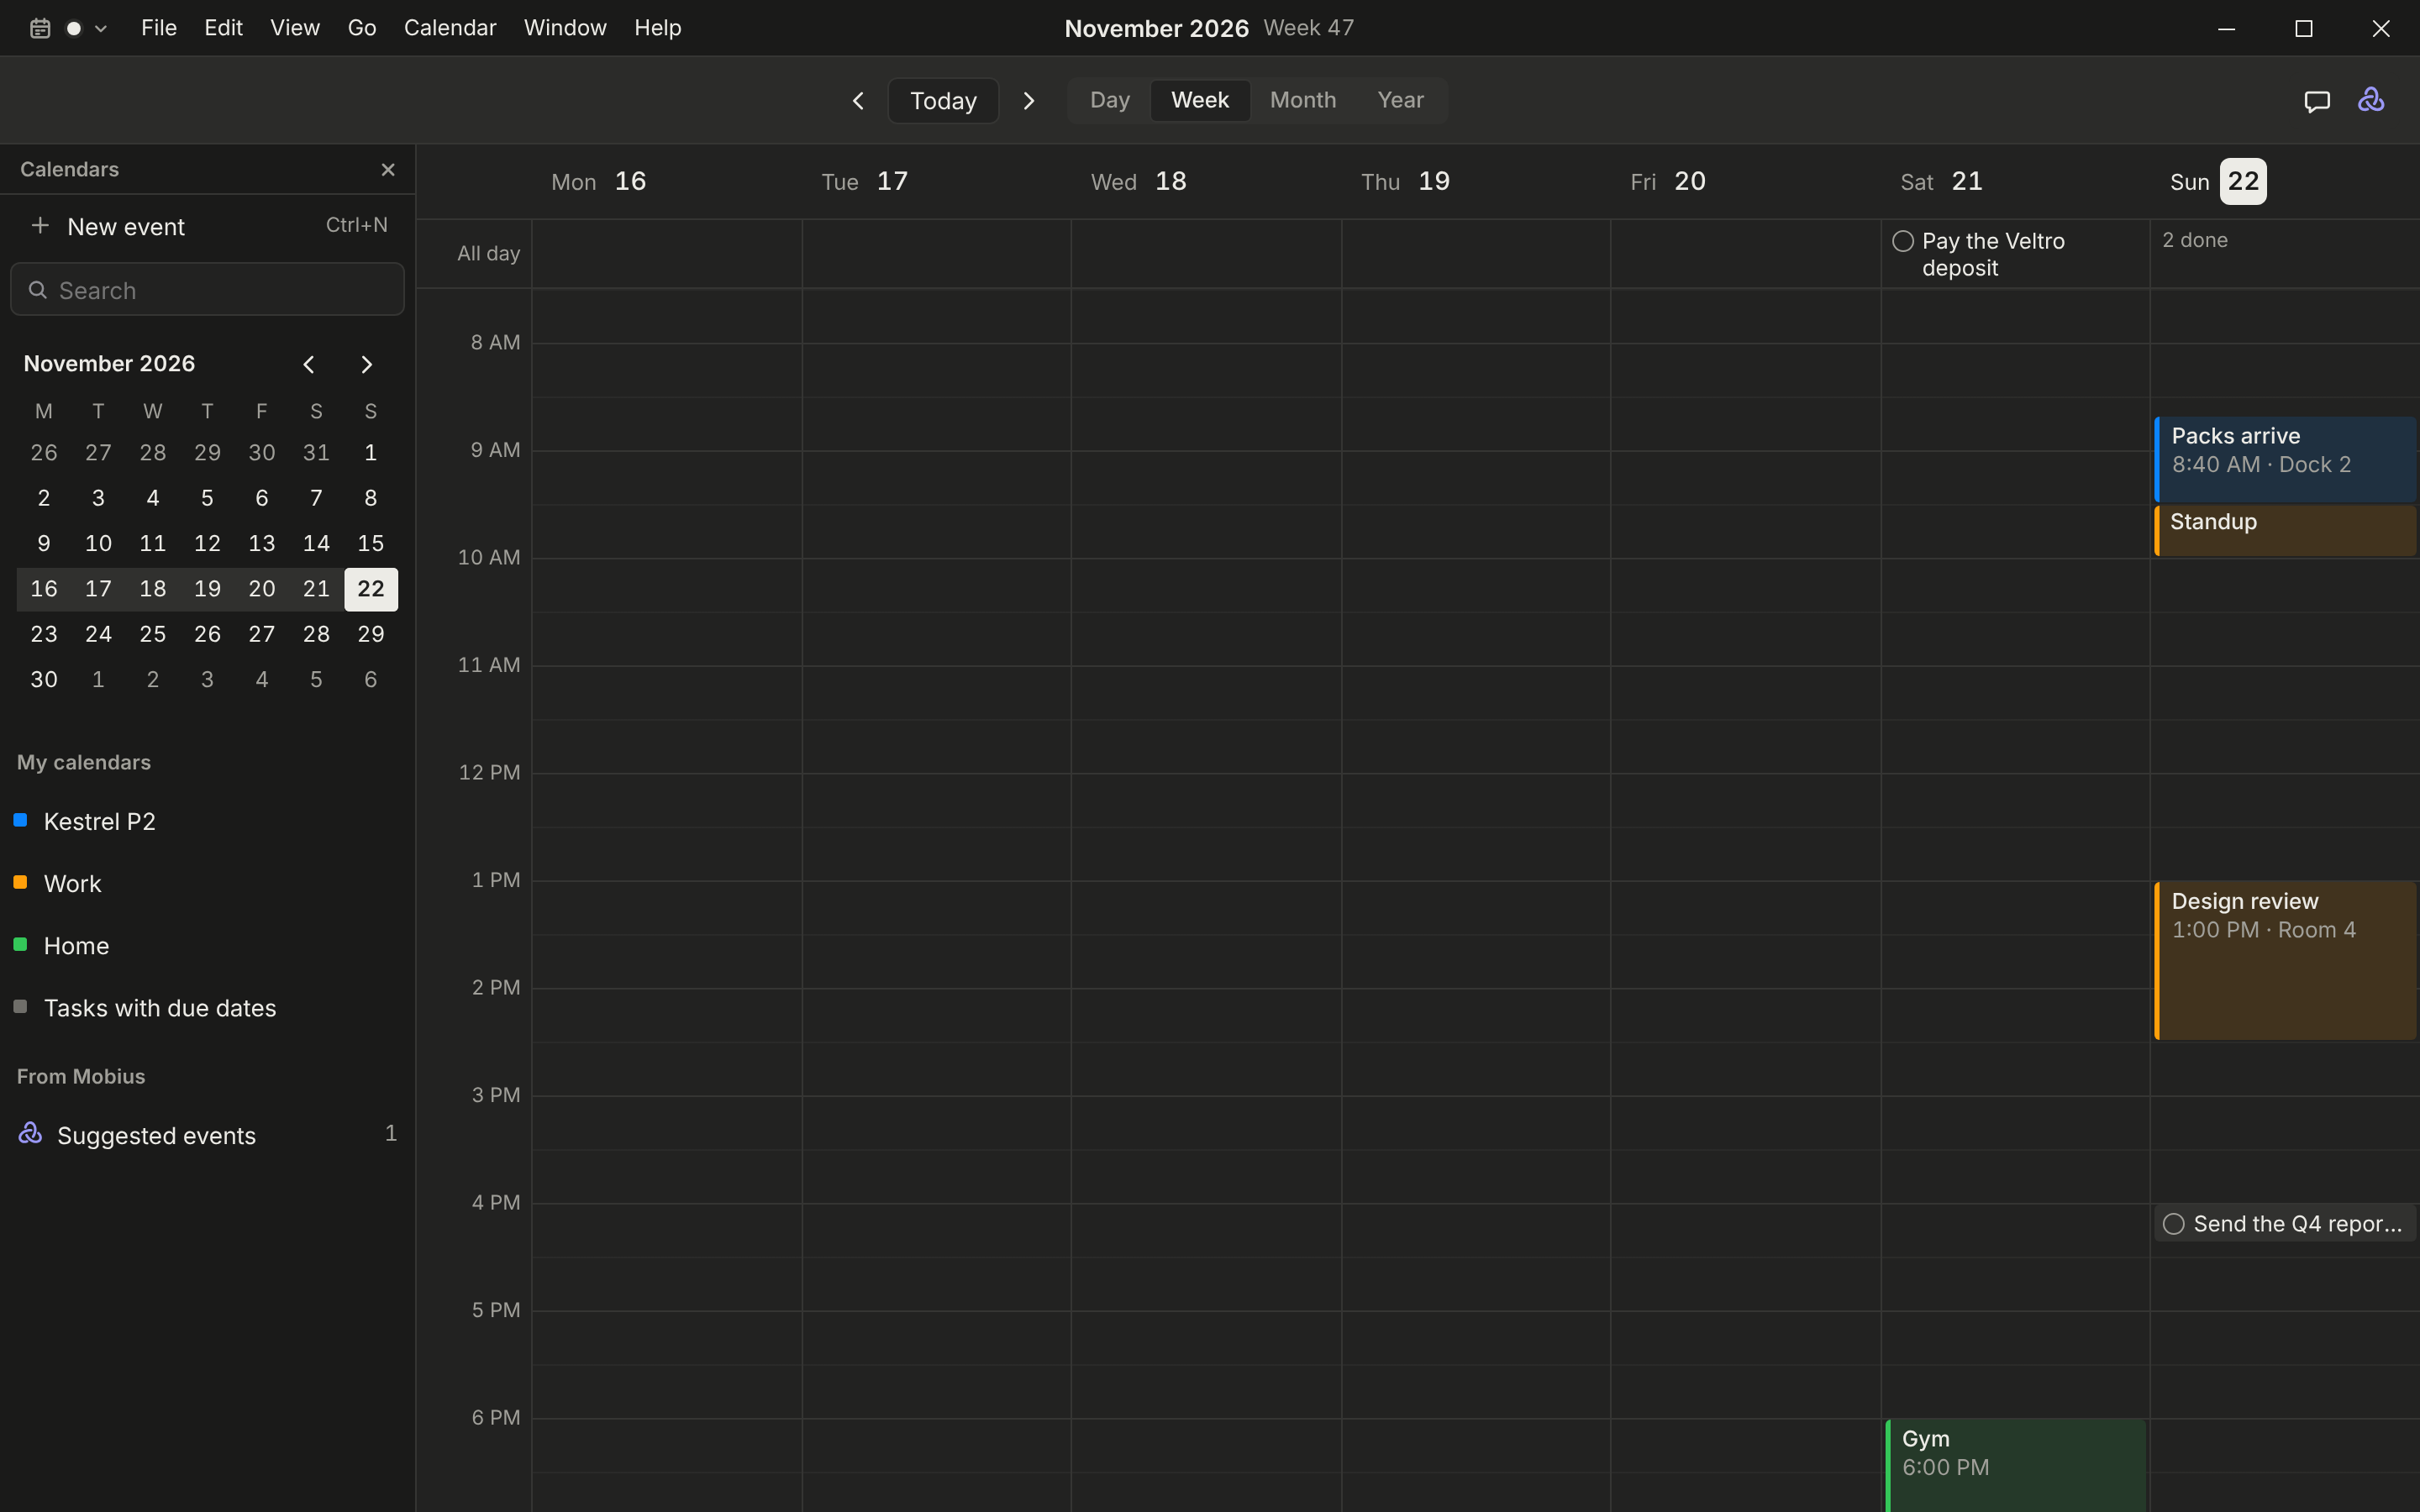 File Edit View Go Calendar Window Help
November 2026 Week 47
Today
Day Week Month Year
Calendars
New event Ctrl+N
Search
November 2026
M T W T F S S
26 27 28 29 30 31 1
2 3 4 5 6 7 8
9 10 11 12 13 14 15
16 17 18 19 20 21 22
23 24 25 26 27 28 29
30 1 2 3 4 5 6
My calendars
Kestrel P2
Work
Home
Tasks with due dates
From Mobius
Suggested events 1
Mon 16 Tue 17 Wed 18 Thu 19 Fri 20 Sat 21 Sun 22
All day
Pay the Veltro
deposit
2 done
8 AM
9 AM
10 AM
11 AM
12 PM
1 PM
2 PM
3 PM
4 PM
5 PM
6 PM
Gym
6:00 PM
Packs arrive
8:40 AM · Dock 2
Standup
Design review
1:00 PM · Room 4
Send the Q4 repor...